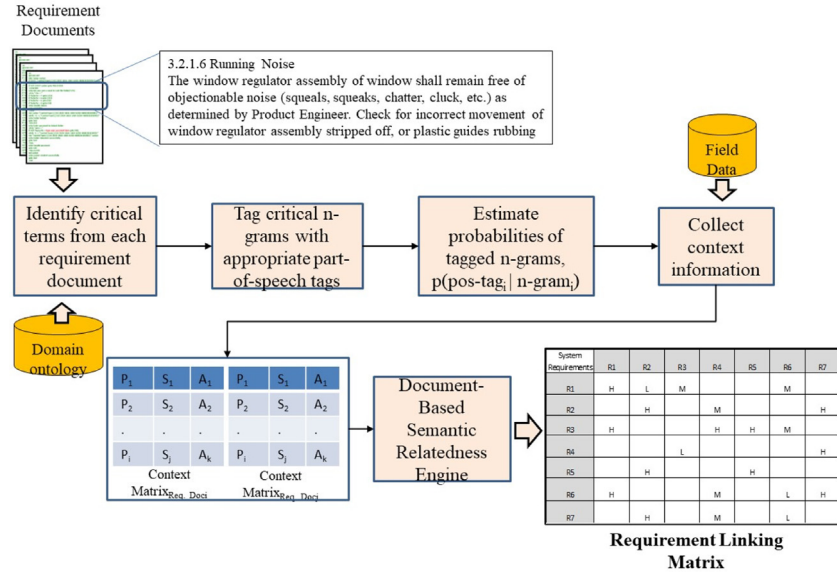 Requirement
Documents
3.2.1.6 Running Noise
The window regulator assembly of window shall remain free of
objectionable noise (squeals, squeaks, chatter, cluck, etc.) as
determined by Product Engineer. Check for incorrect movement of
window regulator assembly stripped off, or plastic guides rubbing
Field
Data
Identify critical
terms from each
requirement
document
Tag critical n-
grams with
appropriate part-
of-speech tags
Estimate
probabilities of
tagged n-grams,
p(pos-tagi | n-grami)
Collect
context
information
Domain
ontology
P1 S1 A1 P1 S1 A1
P2 S2 A2 P2 S2 A2
. . . . . .
Pi Sj Ak Pi Sj Ak
Context
MatrixReq. Doci
Context
MatrixReq. Docj
Document-
Based
Semantic
Relatedness
Engine
System
Requirements R1 R2 R3 R4 R5 R6 R7
R1 H L M M
R2 H M H
R3 H H H M
R4 L H
R5 H H
R6 H M L H
R7 H M L
Requirement Linking
Matrix